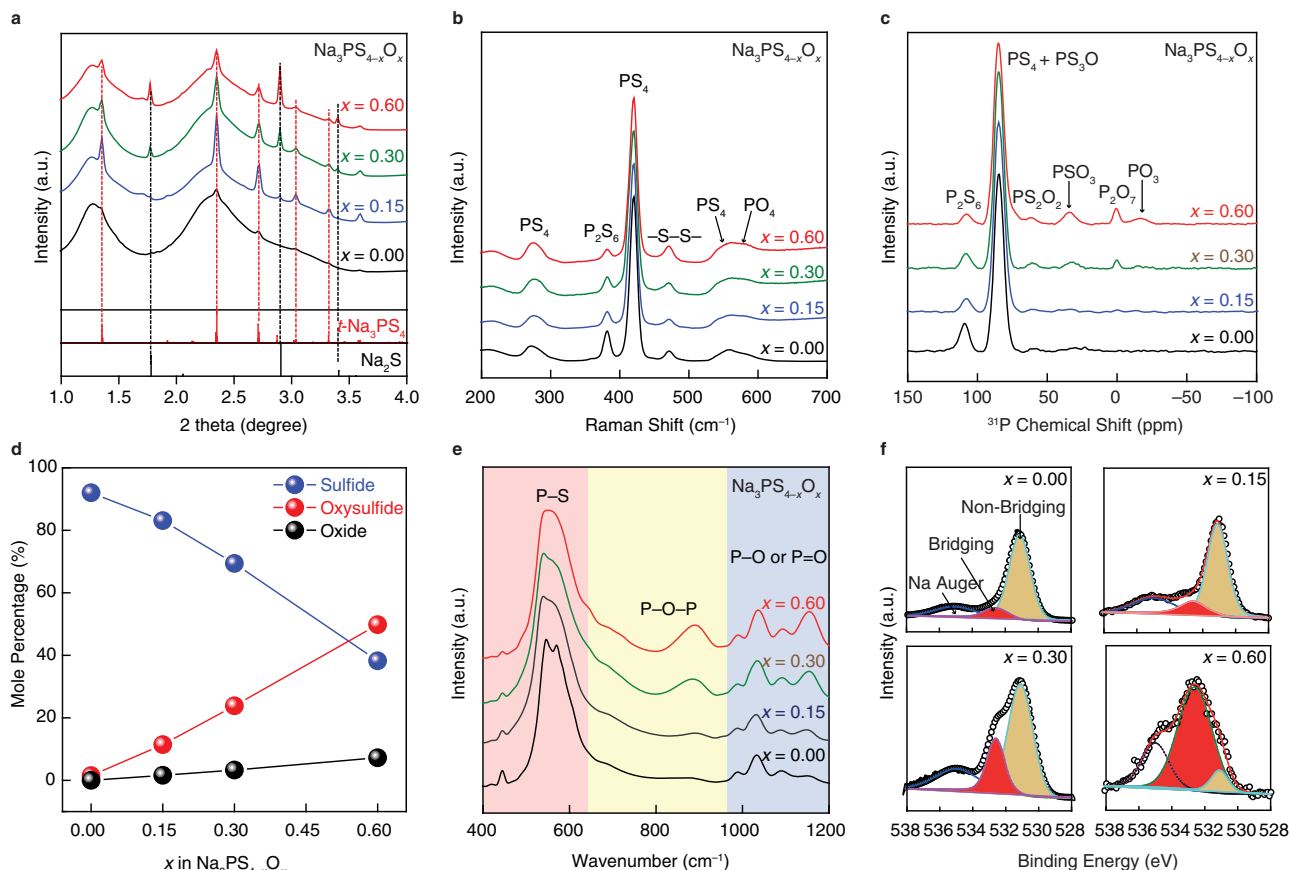 a
Na₃PS₄₋ₓOₓ
x = 0.60
x = 0.30
x = 0.15
x = 0.00
t-Na₃PS₄
Na₂S
Intensity (a.u.)
1.0 1.5 2.0 2.5 3.0 3.5 4.0
2 theta (degree)
b
Na₃PS₄₋ₓOₓ
PS₄
PS₄
P₂S₆
–S–S–
PS₄
PO₄
x = 0.60
x = 0.30
x = 0.15
x = 0.00
Intensity (a.u.)
200 300 400 500 600 700
Raman Shift (cm⁻¹)
c
Na₃PS₄₋ₓOₓ
PS₄ + PS₃O
P₂S₆
PS₂O₂
PSO₃
P₂O₇
PO₃
x = 0.60
x = 0.30
x = 0.15
x = 0.00
Intensity (a.u.)
150 100 50 0 −50 −100
³¹P Chemical Shift (ppm)
d
100
80
60
40
20
0
Sulfide
Oxysulfide
Oxide
Mole Percentage (%)
0.00 0.15 0.30 0.45 0.60
e
P–S
Na₃PS₄₋ₓOₓ
P–O or P=O
P–O–P
x = 0.60
x = 0.30
x = 0.15
x = 0.00
Intensity (a.u.)
400 600 800 1000 1200
Wavenumber (cm⁻¹)
f
x = 0.00
Non-Bridging
Bridging
Na Auger
x = 0.15
x = 0.30
x = 0.60
Intensity (a.u.)
538 536 534 532 530 528
538 536 534 532 530 528
Binding Energy (eV)